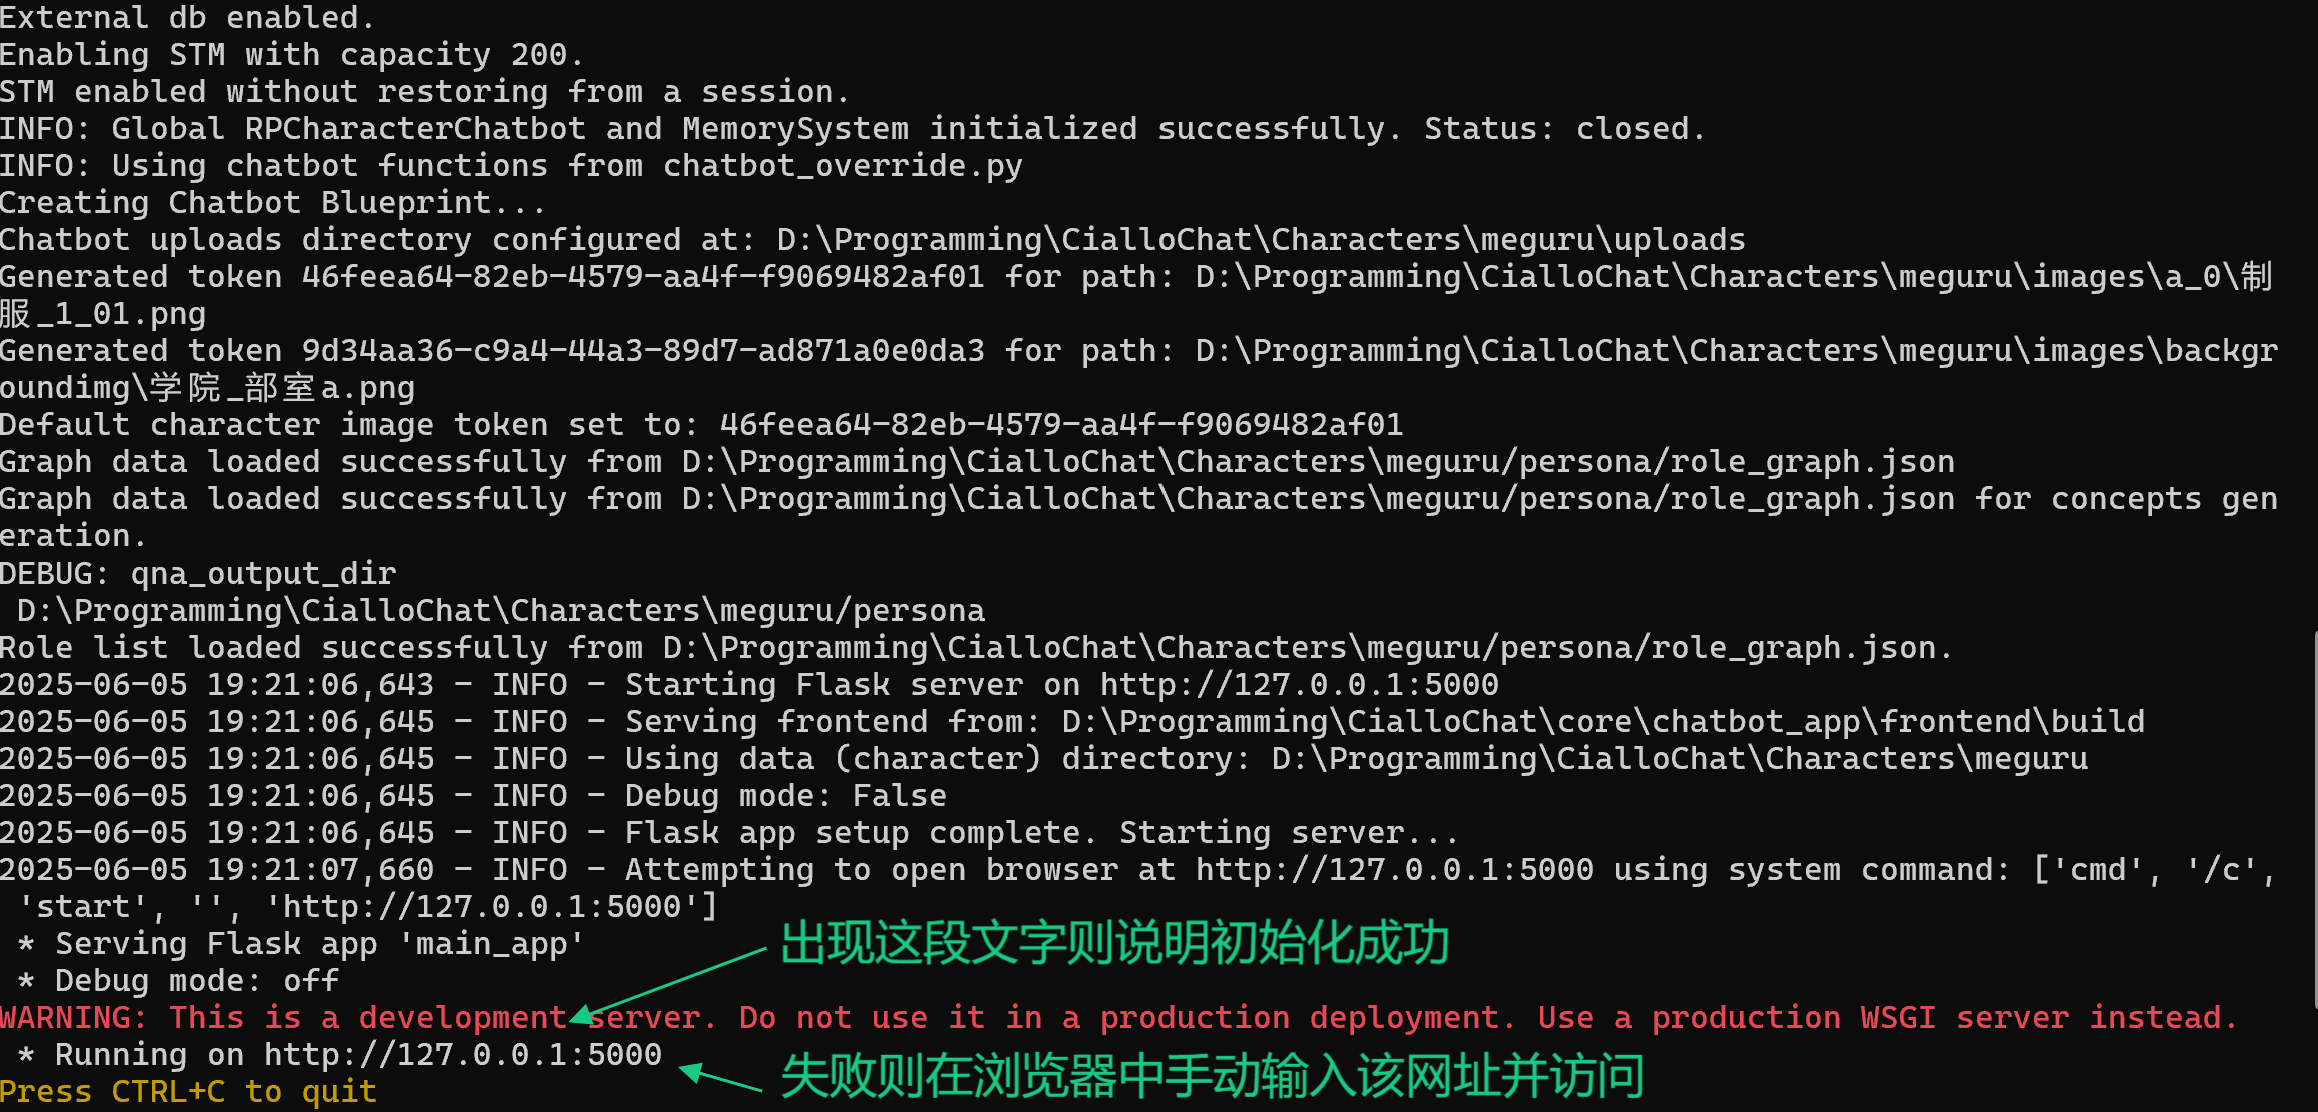 External db enabled.
Enabling STM with capacity 200.
STM enabled without restoring from a session.
INFO: Global RPCharacterChatbot and MemorySystem initialized successfully. Status: closed.
INFO: Using chatbot functions from chatbot_override.py
Creating Chatbot Blueprint...
Chatbot uploads directory configured at: D:\Programming\CialloChat\Characters\meguru\uploads
Generated token 46feea64-82eb-4579-aa4f-f9069482af01 for path: D:\Programming\CialloChat\Characters\meguru\images\a_0\制
服_1_01.png
Generated token 9d34aa36-c9a4-44a3-89d7-ad871a0e0da3 for path: D:\Programming\CialloChat\Characters\meguru\images\backgr
oundimg\学院_部室a.png
Default character image token set to: 46feea64-82eb-4579-aa4f-f9069482af01
Graph data loaded successfully from D:\Programming\CialloChat\Characters\meguru/persona/role_graph.json
Graph data loaded successfully from D:\Programming\CialloChat\Characters\meguru/persona/role_graph.json for concepts gen
eration.
DEBUG: qna_output_dir
 D:\Programming\CialloChat\Characters\meguru/persona
Role list loaded successfully from D:\Programming\CialloChat\Characters\meguru/persona/role_graph.json.
2025-06-05 19:21:06,643 - INFO - Starting Flask server on http://127.0.0.1:5000
2025-06-05 19:21:06,645 - INFO - Serving frontend from: D:\Programming\CialloChat\core\chatbot_app\frontend\build
2025-06-05 19:21:06,645 - INFO - Using data (character) directory: D:\Programming\CialloChat\Characters\meguru
2025-06-05 19:21:06,645 - INFO - Debug mode: False
2025-06-05 19:21:06,645 - INFO - Flask app setup complete. Starting server...
2025-06-05 19:21:07,660 - INFO - Attempting to open browser at http://127.0.0.1:5000 using system command: ['cmd', '/c',
 'start', '', 'http://127.0.0.1:5000']
 * Serving Flask app 'main_app'
出现这段文字则说明初始化成功
 * Debug mode: off
WARNING: This is a development server. Do not use it in a production deployment. Use a production WSGI server instead.
 * Running on http://127.0.0.1:5000
失败则在浏览器中手动输入该网址并访问
Press CTRL+C to quit